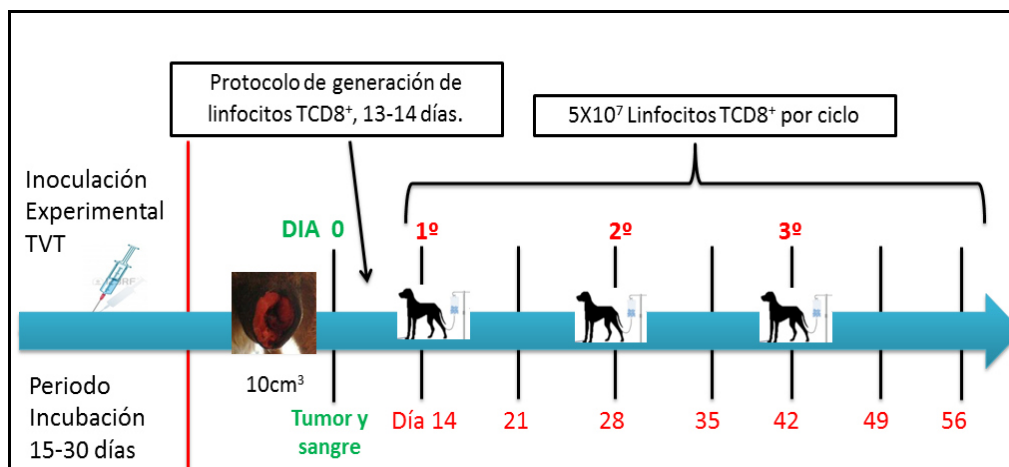 Protocolo de generación de
linfocitos TCD8⁺, 13-14 días.
5X10⁷ Linfocitos TCD8⁺ por ciclo
Inoculación
Experimental
TVT
DIA 0
1º
2º
3º
10cm³
Periodo
Incubación
15-30 días
Tumor y
sangre
Día 14
21
28
35
42
49
56